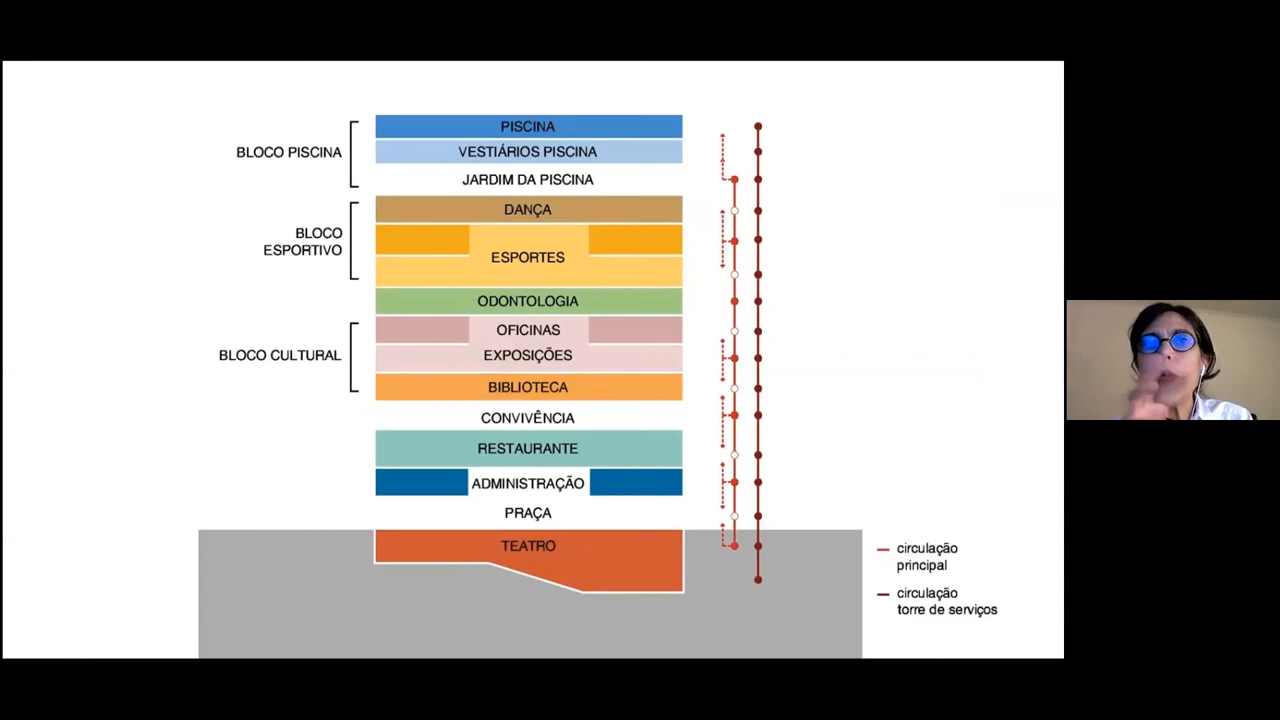 PISCINA
BLOCO PISCINA
VESTIÁRIOS PISCINA
JARDIM DA PISCINA
DANÇA
BLOCO
ESPORTIVO
ESPORTES
ODONTOLOGIA
OFICINAS
BLOCO CULTURAL
EXPOSIÇÕES
BIBLIOTECA
CONVIVÊNCIA
RESTAURANTE
ADMINISTRAÇÃO
PRAÇA
TEATRO
circulação
principal
circulação
torre de serviços